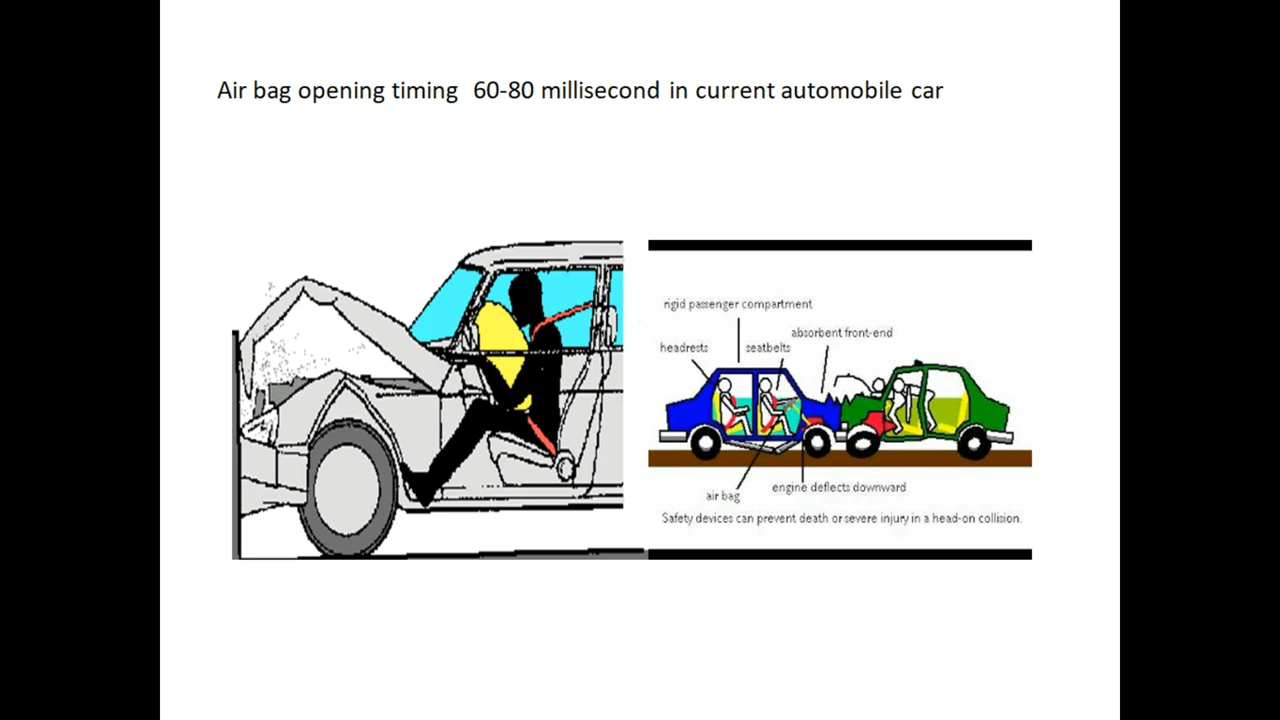 Air bag opening timing 60-80 millisecond in current automobile car
rigid passenger compartment
absorbent front-end
headrests
seatbelts
engine deflects downward
air bag
Safety devices can prevent death or severe injury in a head-on collision.